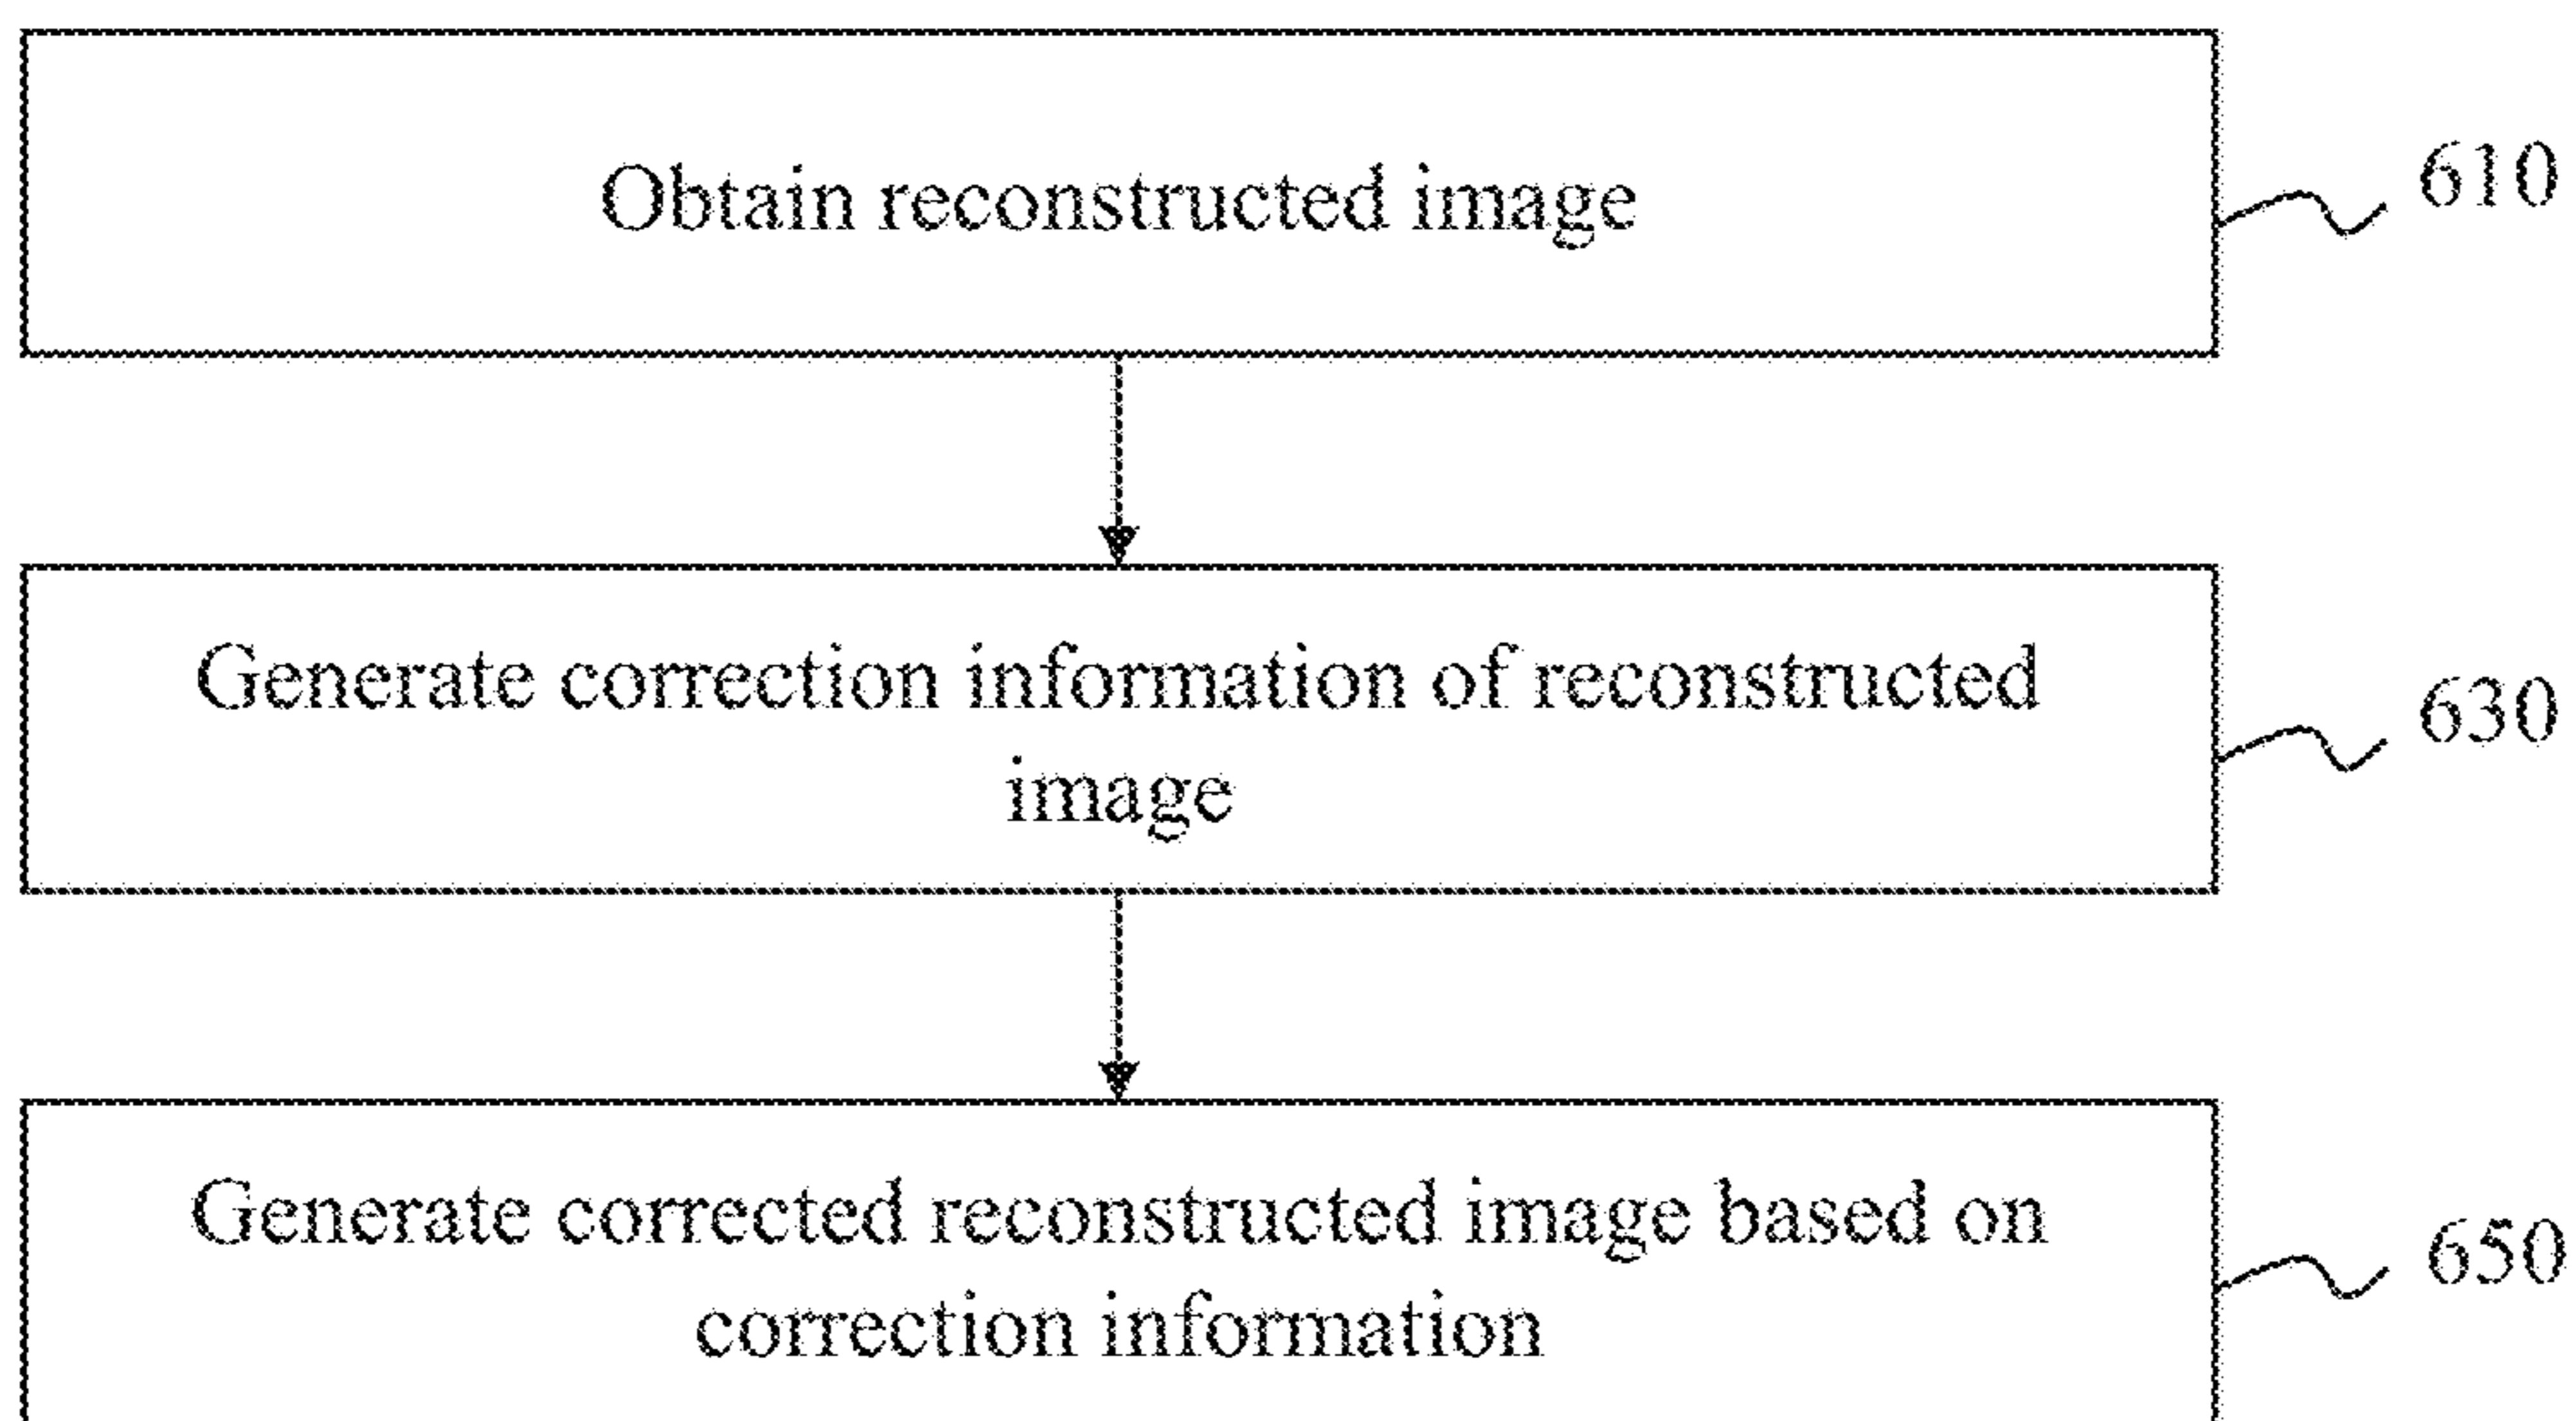 Obtain reconstructed image
610
Generate correction information of reconstructed
image
630
Generate corrected reconstructed image based on
correction information
650